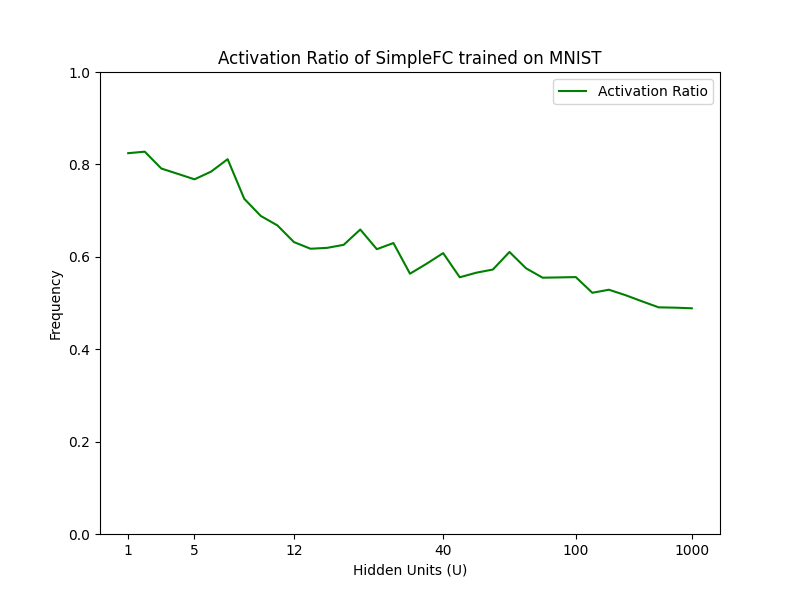 Activation Ratio of SimpleFC trained on MNIST
Activation Ratio
1.0
0.8
0.6
0.4
0.2
0.0
Frequency
1 5 12 40 100 1000
Hidden Units (U)